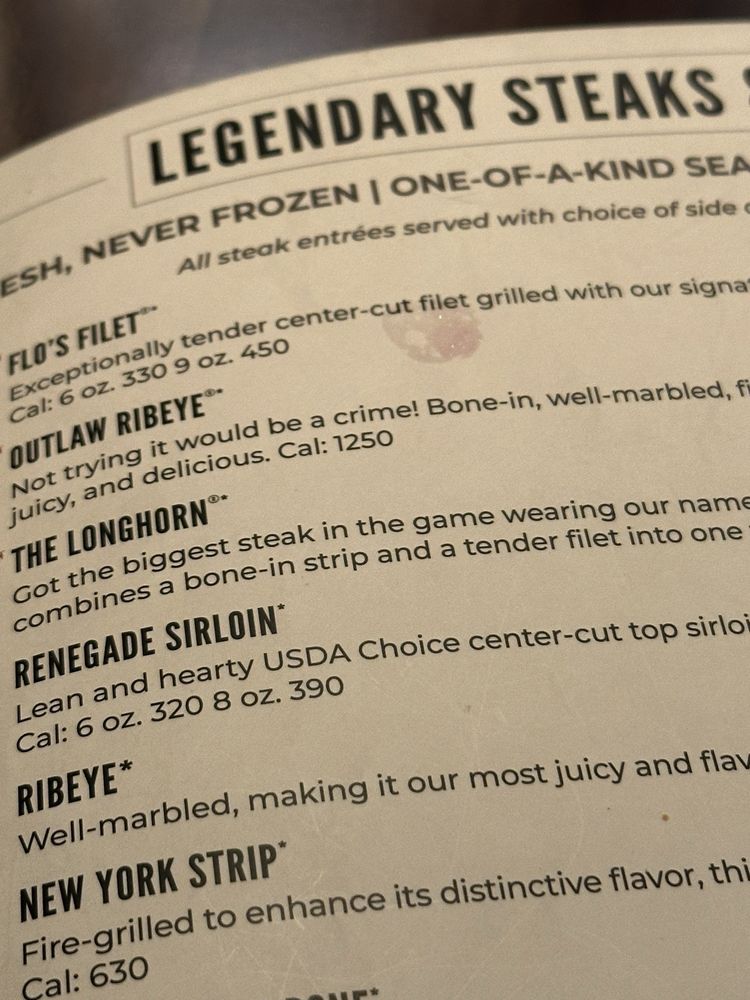 LEGENDARY STEAKS
ESH, NEVER FROZEN | ONE-OF-A-KIND SEA
All steak entrées served with choice of side
FLO'S FILET®*
Exceptionally tender center-cut filet grilled with our signa
Cal: 6 oz. 330 9 oz. 450
OUTLAW RIBEYE®*
Not trying it would be a crime! Bone-in, well-marbled, fi
juicy, and delicious. Cal: 1250
THE LONGHORN®*
Got the biggest steak in the game wearing our name
combines a bone-in strip and a tender filet into one
RENEGADE SIRLOIN*
Lean and hearty USDA Choice center-cut top sirloi
Cal: 6 oz. 320 8 oz. 390
RIBEYE*
Well-marbled, making it our most juicy and flav
NEW YORK STRIP*
Fire-grilled to enhance its distinctive flavor, thi
Cal: 630